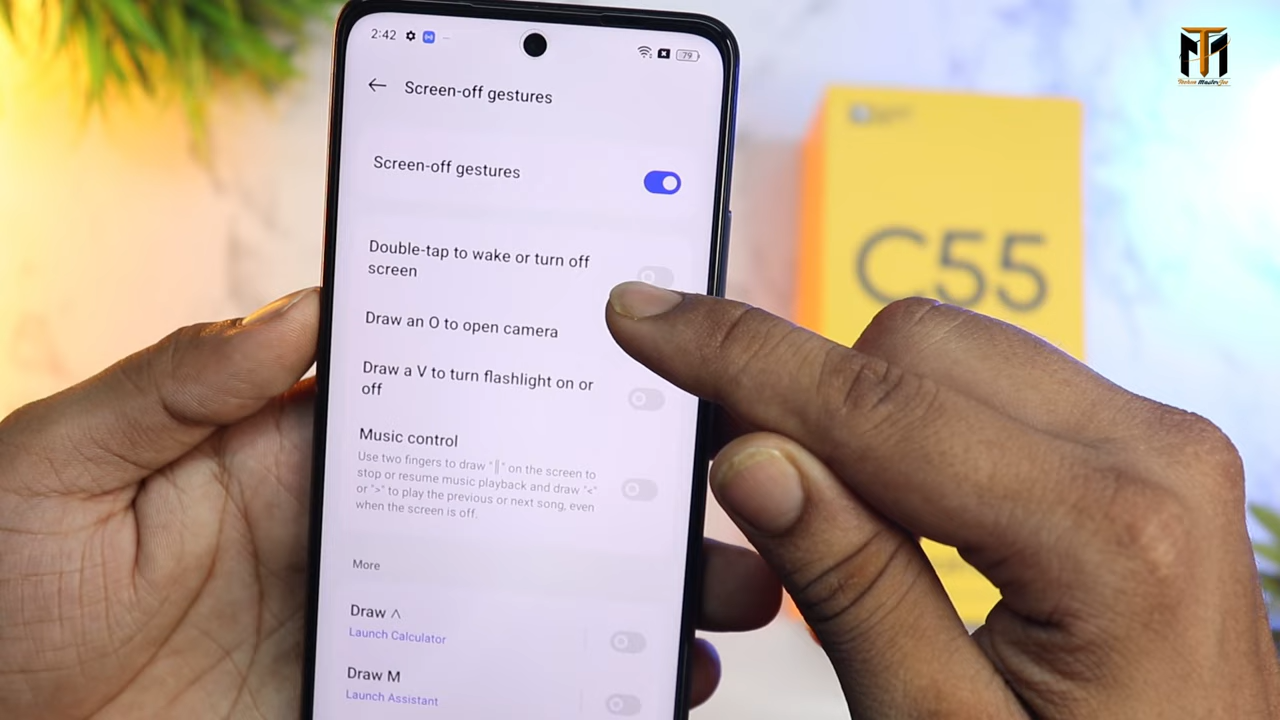 2:42
79
Screen-off gestures
Screen-off gestures
Double-tap to wake or turn off
screen
Draw an O to open camera
Draw a V to turn flashlight on or
off
Music control
Use two fingers to draw "||" on the screen to
stop or resume music playback and draw "<"
or ">" to play the previous or next song, even
when the screen is off.
More
Draw ^
Launch Calculator
Draw M
Launch Assistant
C55